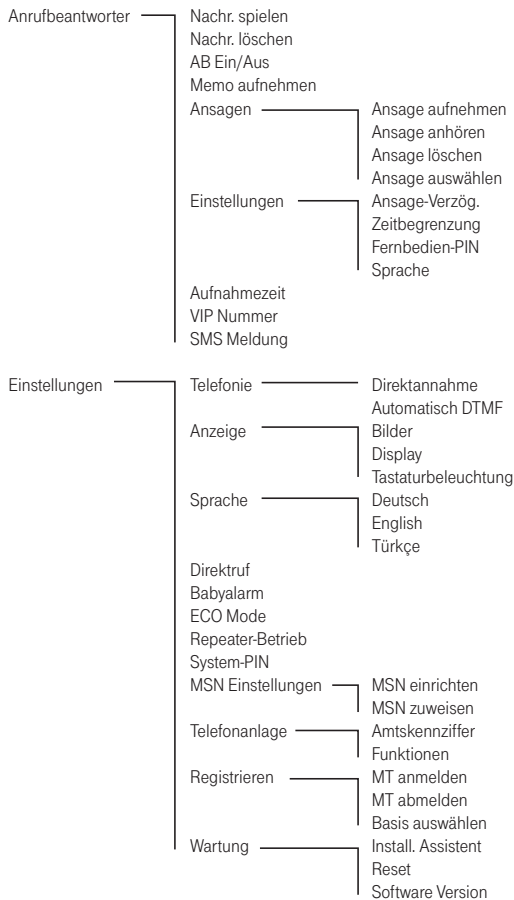 Anrufbeantworter Nachr. spielen
Nachr. löschen
AB Ein/Aus
Memo aufnehmen
Ansagen Ansage aufnehmen
Ansage anhören
Ansage löschen
Ansage auswählen
Einstellungen Ansage-Verzög.
Zeitbegrenzung
Fernbedien-PIN
Sprache
Aufnahmezeit
VIP Nummer
SMS Meldung
Einstellungen Telefonie Direktannahme
Automatisch DTMF
Anzeige Bilder
Display
Tastaturbeleuchtung
Sprache Deutsch
English
Türkçe
Direktruf
Babyalarm
ECO Mode
Repeater-Betrieb
System-PIN
MSN Einstellungen MSN einrichten
MSN zuweisen
Telefonanlage Amtskennziffer
Funktionen
Registrieren MT anmelden
MT abmelden
Basis auswählen
Wartung Install. Assistent
Reset
Software Version